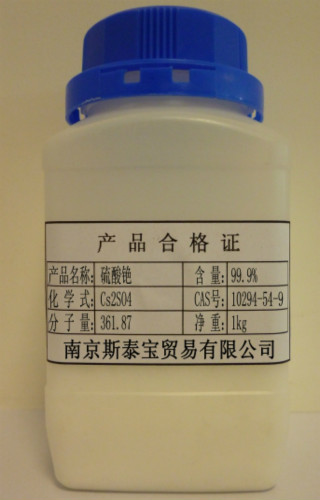 产品合格证
产品名称: 硫酸铯 含量: 99.9%
化学式: Cs2SO4 CAS号: 10294-54-9
分子量: 361.87 净重: 1kg
南京斯泰宝贸易有限公司